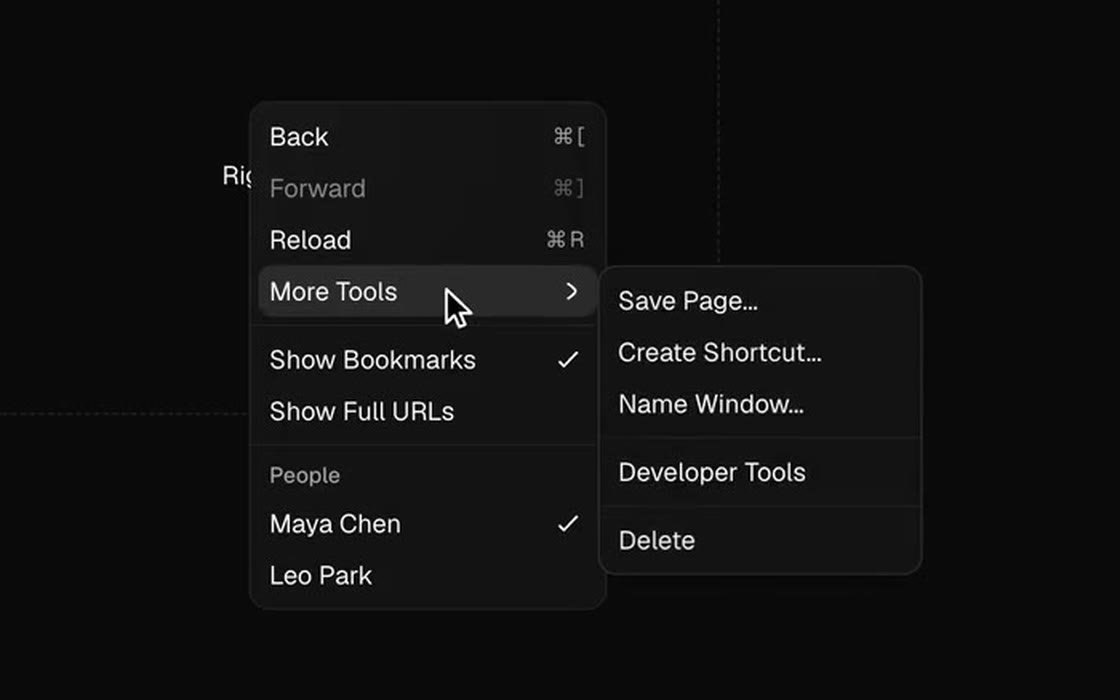 Back ⌘[
Rig
Forward ⌘]
Reload ⌘R
More Tools
Show Bookmarks
Show Full URLs
People
Maya Chen
Leo Park
Save Page...
Create Shortcut...
Name Window...
Developer Tools
Delete